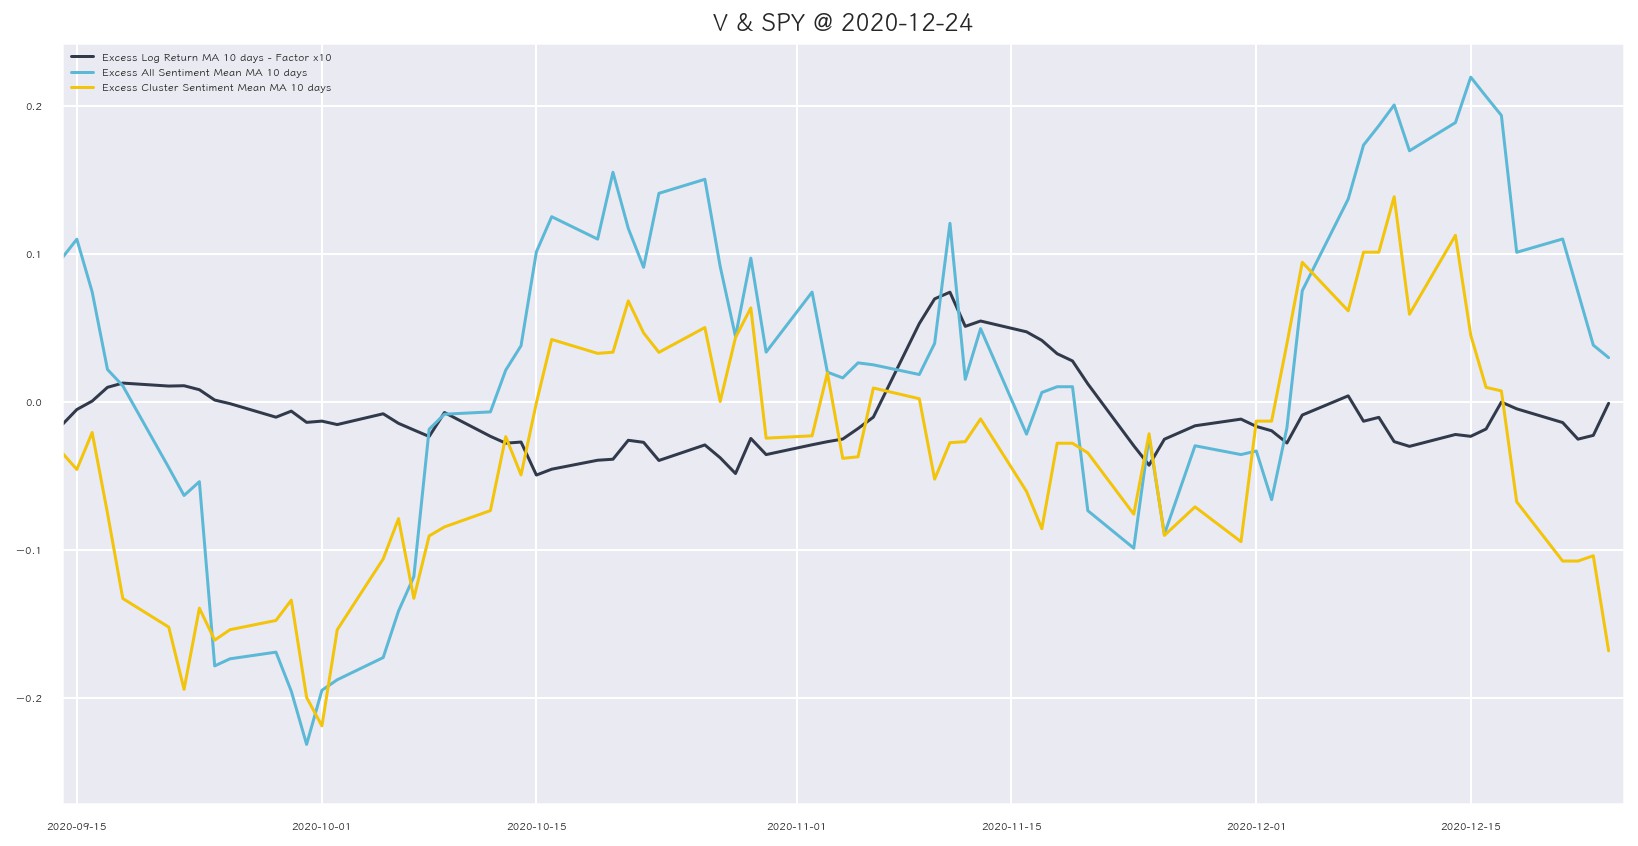 V & SPY @ 2020-12-24
Excess Log Return MA 10 days - Factor x10
Excess All Sentiment Mean MA 10 days
Excess Cluster Sentiment Mean MA 10 days
0.2
0.1
0.0
−0.1
−0.2
2020-09-15 2020-10-01 2020-10-15 2020-11-01 2020-11-15 2020-12-01 2020-12-15